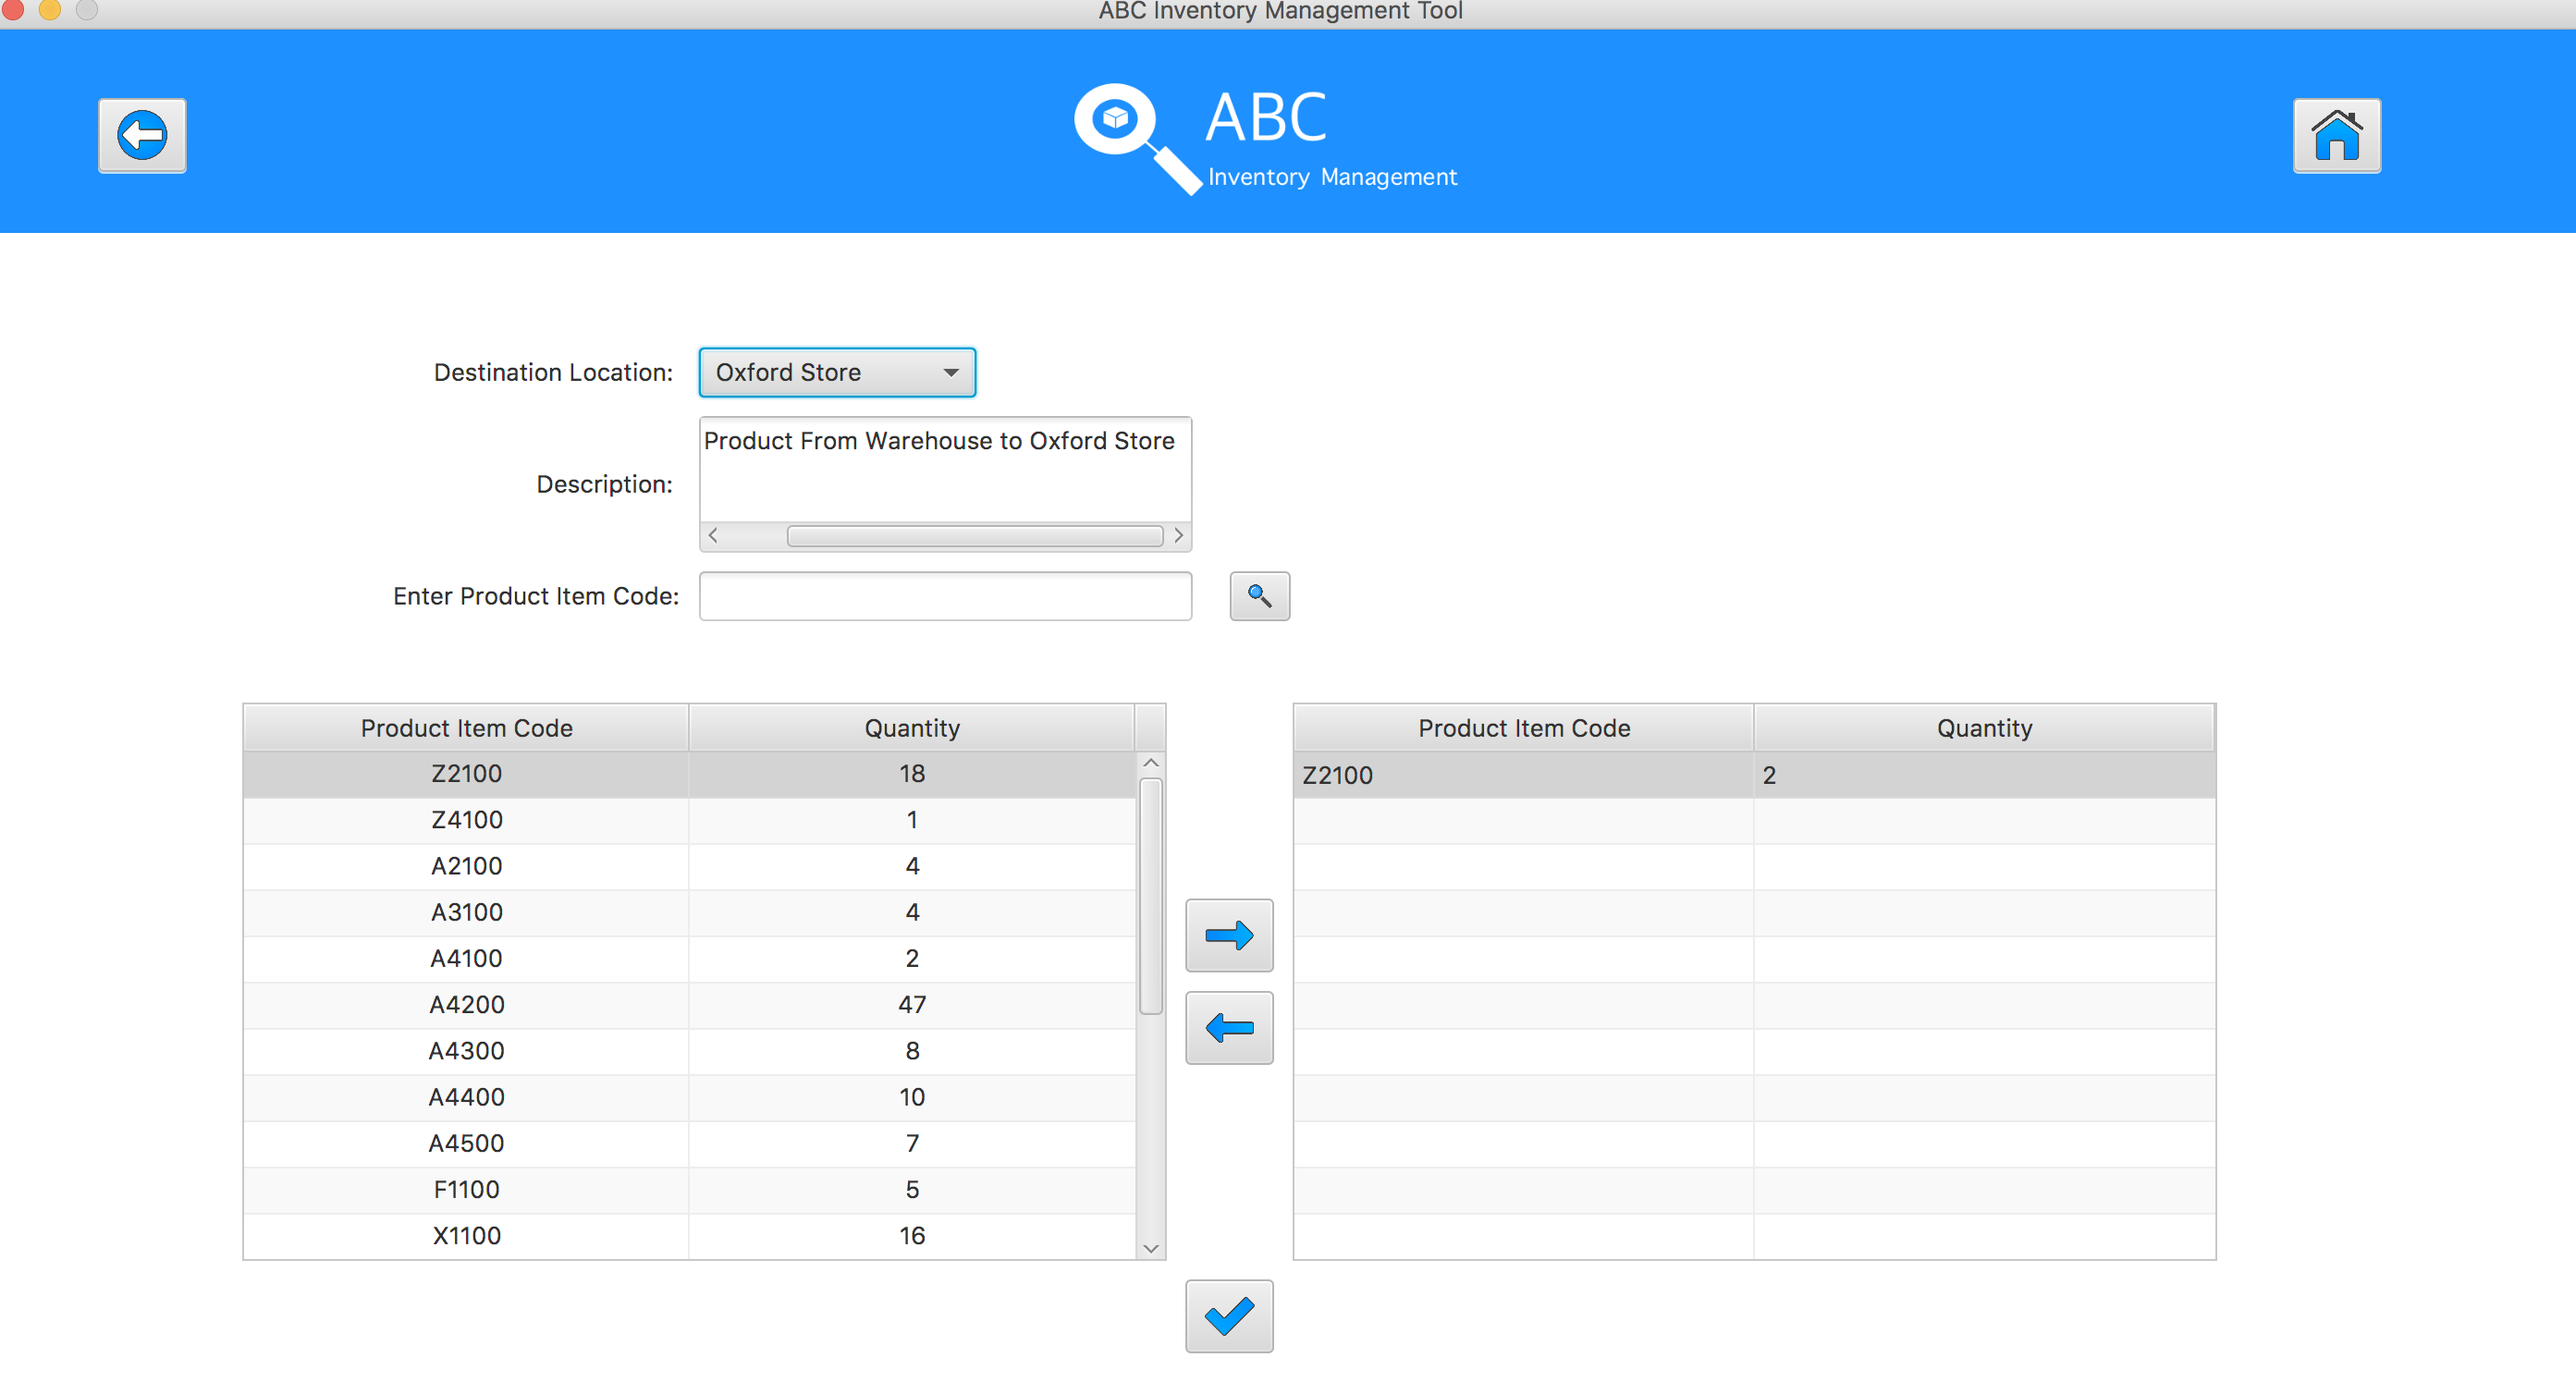 ABC Inventory Management Tool
ABC
Inventory Management
Destination Location: Oxford Store
Description: Product From Warehouse to Oxford Store
Enter Product Item Code:
Product Item Code Quantity
Z2100 18
Z4100 1
A2100 4
A3100 4
A4100 2
A4200 47
A4300 8
A4400 10
A4500 7
F1100 5
X1100 16
Product Item Code Quantity
Z2100 2